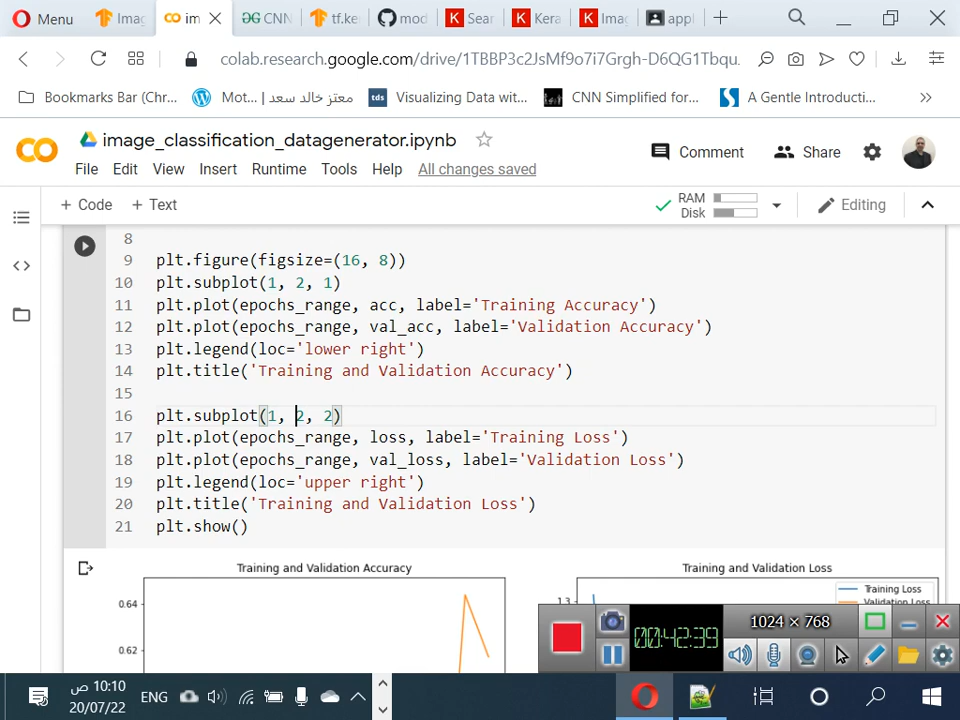 Menu
Imag
im
CNN
tf.ke
mod
Sear
Kera
Ima
appl
colab.research.google.com/drive/1TBBP3c2JsMf9o7i7Grgh-D6QG1Tbqu.
Bookmarks Bar (Chr...
Mot... | معتز خالد سعد
Visualizing Data wit...
CNN Simplified for...
A Gentle Introducti...
image_classification_datagenerator.ipynb
Comment
Share
File Edit View Insert Runtime Tools Help All changes saved
+ Code + Text
RAM
Disk
Editing
8
9 plt.figure(figsize=(16, 8))
10 plt.subplot(1, 2, 1)
11 plt.plot(epochs_range, acc, label='Training Accuracy')
12 plt.plot(epochs_range, val_acc, label='Validation Accuracy')
13 plt.legend(loc='lower right')
14 plt.title('Training and Validation Accuracy')
15
16 plt.subplot(1, 2, 2)
17 plt.plot(epochs_range, loss, label='Training Loss')
18 plt.plot(epochs_range, val_loss, label='Validation Loss')
19 plt.legend(loc='upper right')
20 plt.title('Training and Validation Loss')
21 plt.show()
Training and Validation Accuracy
Training and Validation Loss
0.64
0.62
1.3
Training Loss
Validation Loss
00:42:39
1024 × 768
10:10 ص
20/07/22
ENG